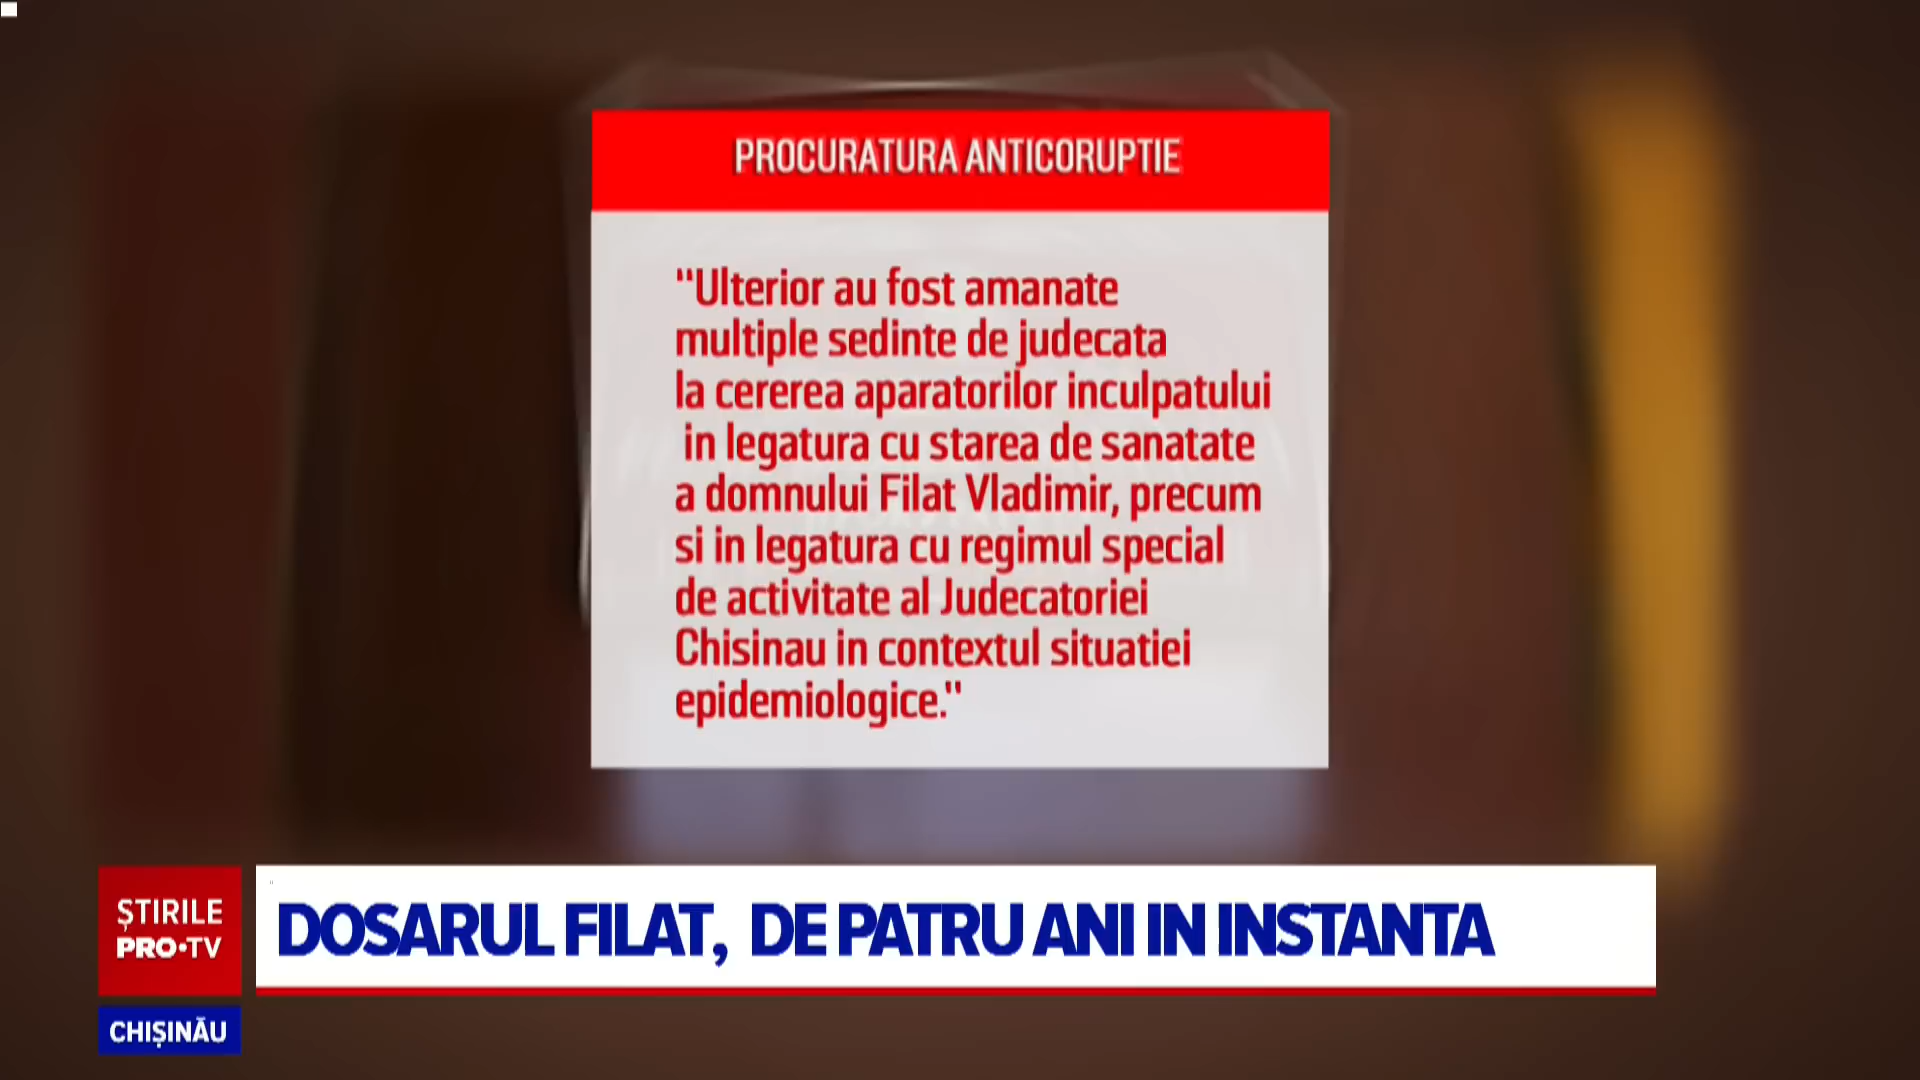 PROCURATURA ANTICORUPTIE
"Ulterior au fost amanate
multiple sedinte de judecata
la cererea aparatorilor inculpatului
in legatura cu starea de sanatate
a domnului Filat Vladimir, precum
si in legatura cu regimul special
de activitate al Judecatoriei
Chisinau in contextul situatiei
epidemiologice."
ȘTIRILE
PRO•TV
DOSARUL FILAT, DE PATRU ANI IN INSTANTA
CHIȘINĂU